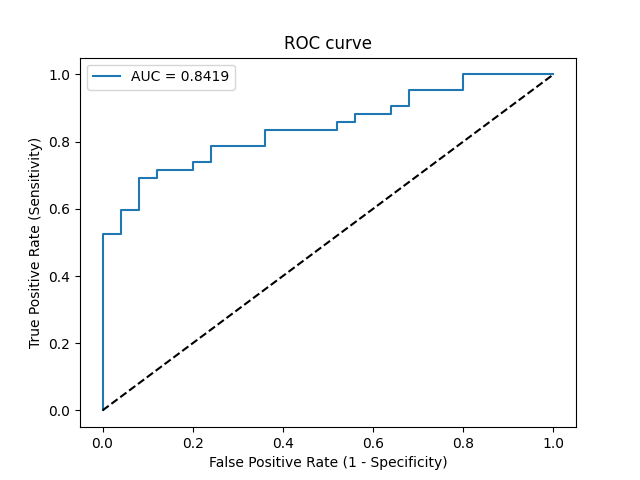 ROC curve
AUC = 0.8419
1.0
0.8
0.6
0.4
0.2
0.0
True Positive Rate (Sensitivity)
0.0 0.2 0.4 0.6 0.8 1.0
False Positive Rate (1 - Specificity)